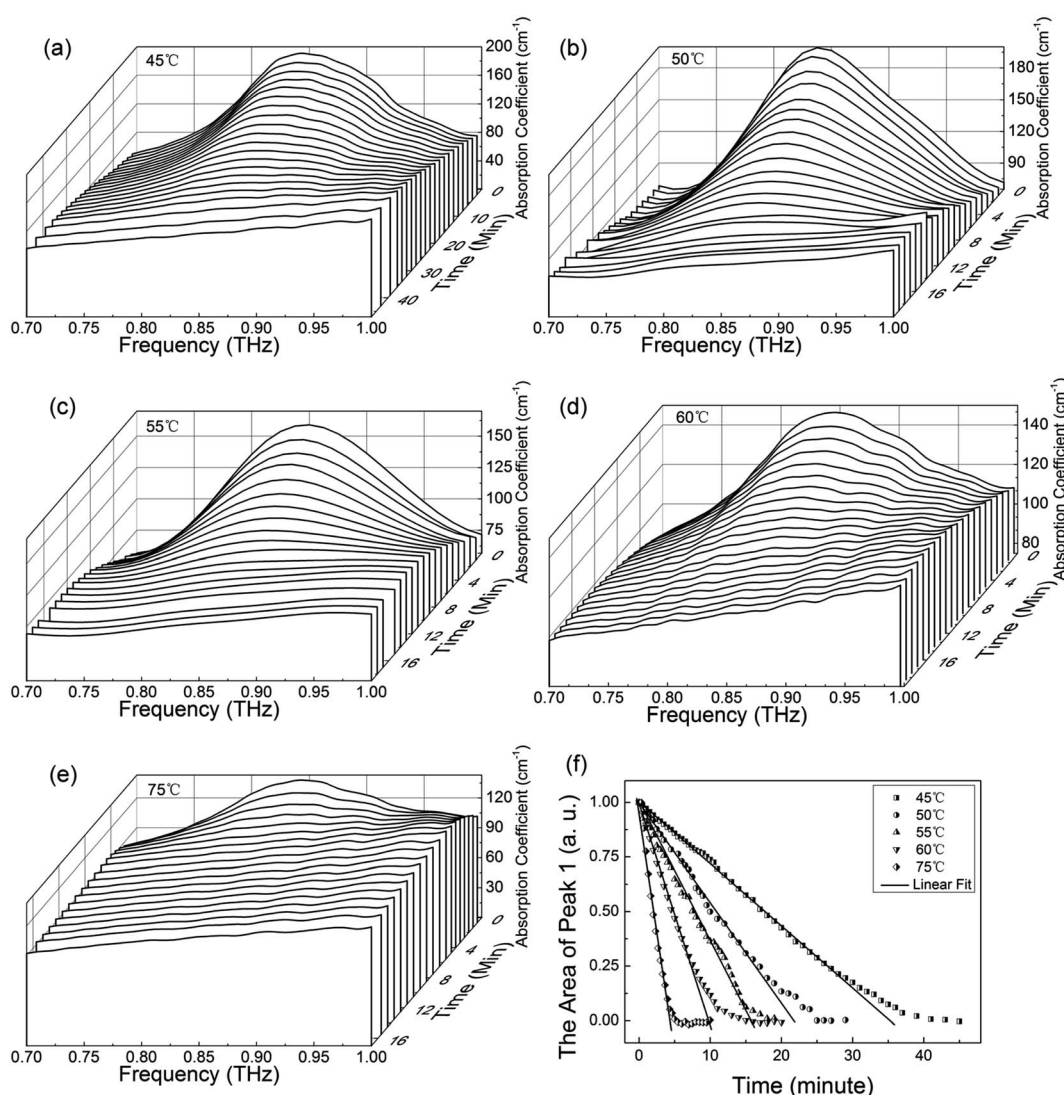 (a)
45℃
200
160
120
80
40
Absorption Coefficient (cm⁻¹)
0
10
20
30
40
Time (Min)
0.70 0.75 0.80 0.85 0.90 0.95 1.00
Frequency (THz)
(b)
50℃
180
150
120
90
Absorption Coefficient (cm⁻¹)
0
4
8
12
16
Time (Min)
0.70 0.75 0.80 0.85 0.90 0.95 1.00
Frequency (THz)
(c)
55℃
150
125
100
75
Absorption Coefficient (cm⁻¹)
0
4
8
12
16
Time (Min)
0.70 0.75 0.80 0.85 0.90 0.95 1.00
Frequency (THz)
(d)
60℃
140
120
100
80
Absorption Coefficient (cm⁻¹)
0
4
8
12
16
Time (Min)
0.70 0.75 0.80 0.85 0.90 0.95 1.00
Frequency (THz)
(e)
75℃
120
90
60
30
0
Absorption Coefficient (cm⁻¹)
4
8
12
16
Time (Min)
0.70 0.75 0.80 0.85 0.90 0.95 1.00
Frequency (THz)
(f)
The Area of Peak 1 (a. u.)
1.00
0.75
0.50
0.25
0.00
45℃
50℃
55℃
60℃
75℃
Linear Fit
0 10 20 30 40
Time (minute)